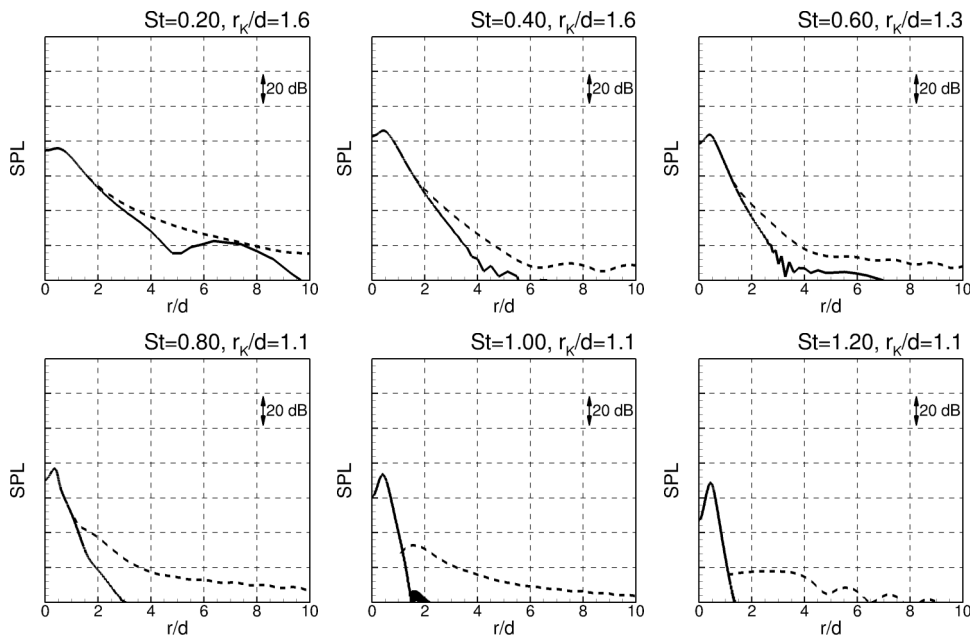 St=0.20, r_K/d=1.6
St=0.40, r_K/d=1.6
St=0.60, r_K/d=1.3
20 dB
20 dB
20 dB
SPL
SPL
SPL
0 2 4 6 8 10
0 2 4 6 8 10
0 2 4 6 8 10
r/d
r/d
r/d
St=0.80, r_K/d=1.1
St=1.00, r_K/d=1.1
St=1.20, r_K/d=1.1
20 dB
20 dB
20 dB
SPL
SPL
SPL
0 2 4 6 8 10
0 2 4 6 8 10
0 2 4 6 8 10
r/d
r/d
r/d